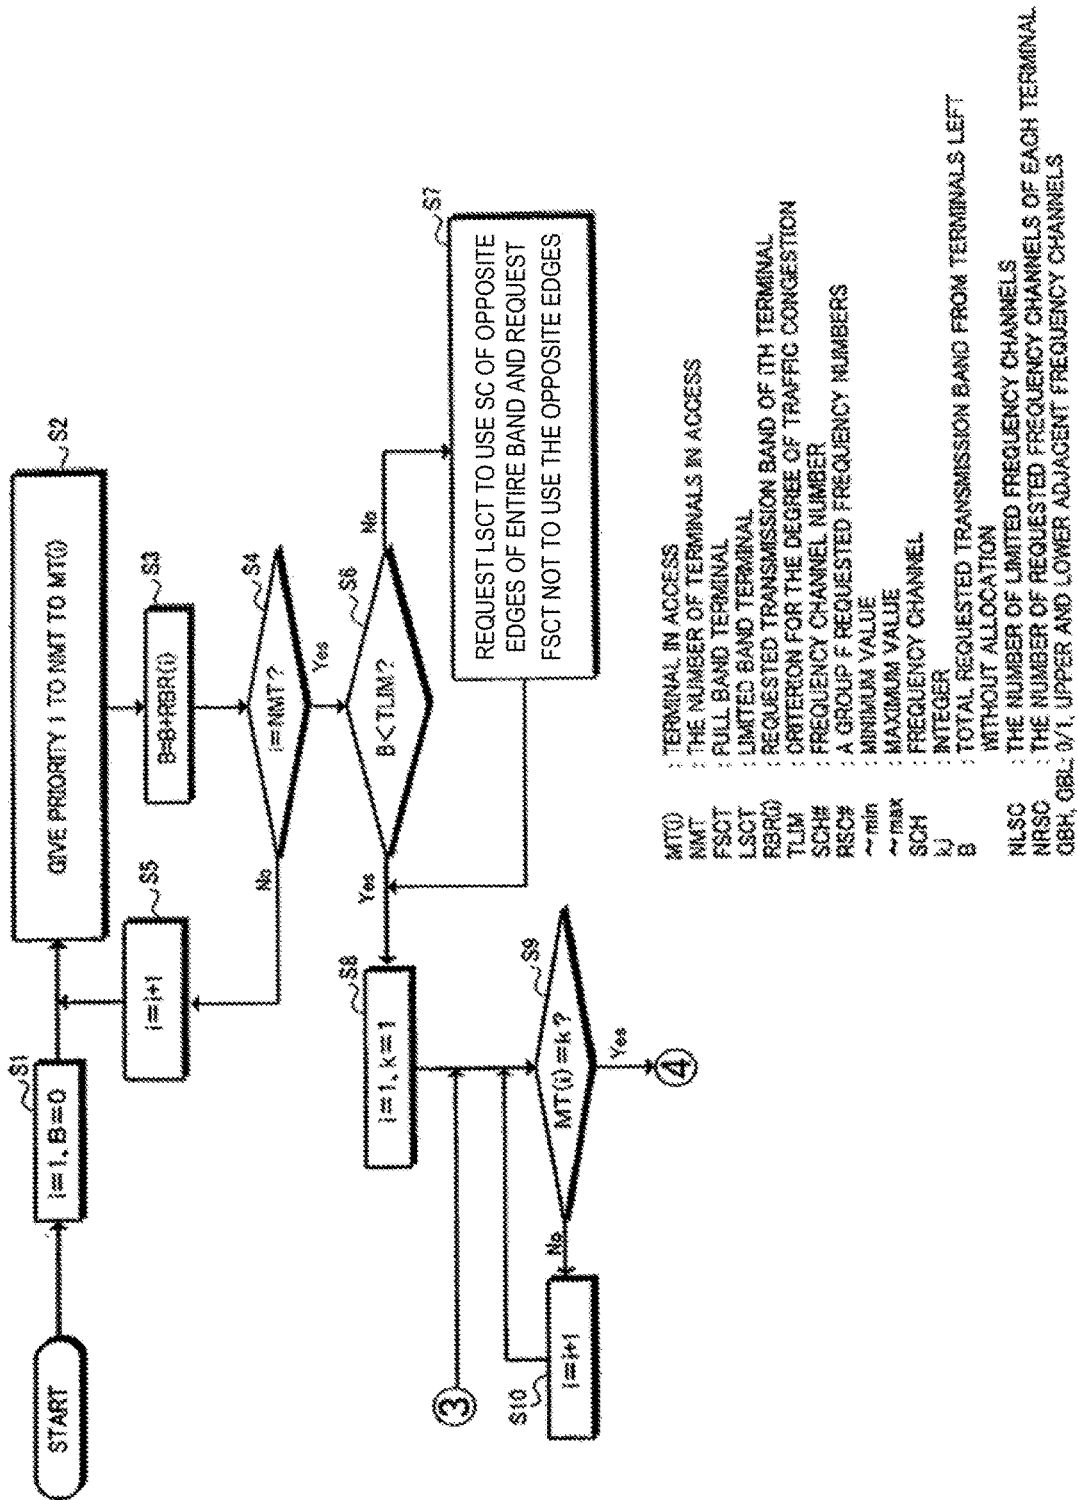 START
i=1, B=0
S1
GIVE PRIORITY 1 TO NMT TO MT(i)
S2
B=B+RBR(i)
S3
i=NMT?
S4
No
Yes
i=i+1
S5
B<TLIM?
S6
No
Yes
REQUEST LSCT TO USE SC OF OPPOSITE
EDGES OF ENTIRE BAND AND REQUEST
FSCT NOT TO USE THE OPPOSITE EDGES
S7
i=1, k=1
S8
③
MT(i)=k?
S9
No
Yes
i=i+1
S10
④
MT(i) : TERMINAL IN ACCESS
NMT : THE NUMBER OF TERMINALS IN ACCESS
FSCT : FULL BAND TERMINAL
LSCT : LIMITED BAND TERMINAL
RBR(i) : REQUESTED TRANSMISSION BAND OF iTH TERMINAL
TLIM : CRITERION FOR THE DEGREE OF TRAFFIC CONGESTION
SCH# : FREQUENCY CHANNEL NUMBER
RSC# : A GROUP F REQUESTED FREQUENCY NUMBERS
~min : MINIMUM VALUE
~max : MAXIMUM VALUE
SCH : FREQUENCY CHANNEL
: INTEGER
B : TOTAL REQUESTED TRANSMISSION BAND FROM TERMINALS LEFT
WITHOUT ALLOCATION
NLSC : THE NUMBER OF LIMITED FREQUENCY CHANNELS
NRSC : THE NUMBER OF REQUESTED FREQUENCY CHANNELS OF EACH TERMINAL
GBH, GBL: 0/1, UPPER AND LOWER ADJACENT FREQUENCY CHANNELS